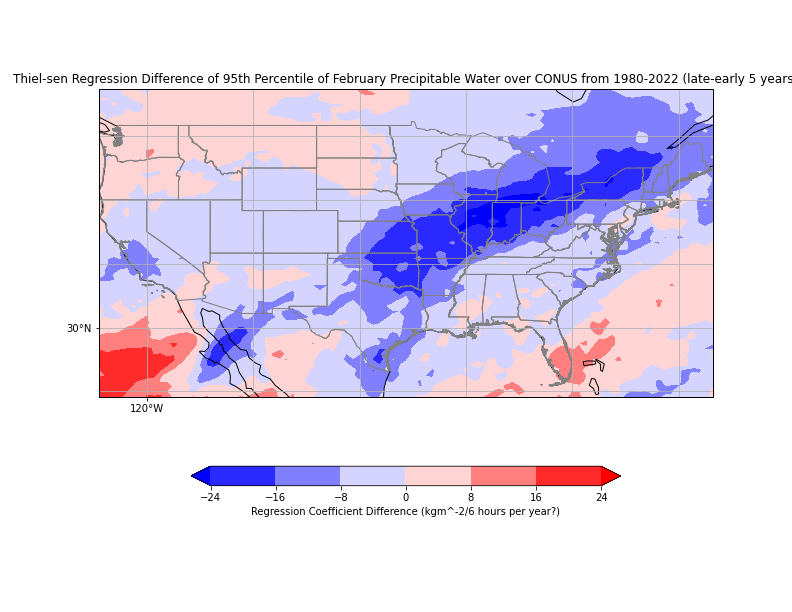 Thiel-sen Regression Difference of 95th Percentile of February Precipitable Water over CONUS from 1980-2022 (late-early 5 years
30°N
120°W
−24 −16 −8 0 8 16 24
Regression Coefficient Difference (kgm^-2/6 hours per year?)